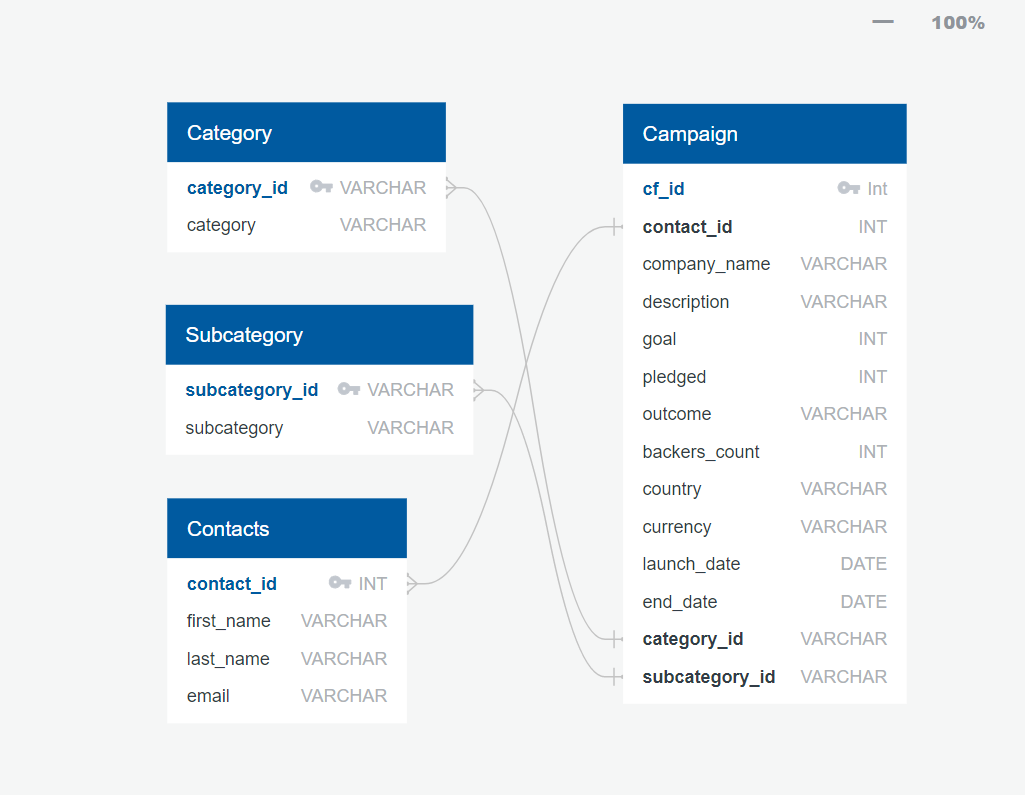 100%
Category
category_id VARCHAR
category VARCHAR
Subcategory
subcategory_id VARCHAR
subcategory VARCHAR
Contacts
contact_id INT
first_name VARCHAR
last_name VARCHAR
email VARCHAR
Campaign
cf_id Int
contact_id INT
company_name VARCHAR
description VARCHAR
goal INT
pledged INT
outcome VARCHAR
backers_count INT
country VARCHAR
currency VARCHAR
launch_date DATE
end_date DATE
category_id VARCHAR
subcategory_id VARCHAR